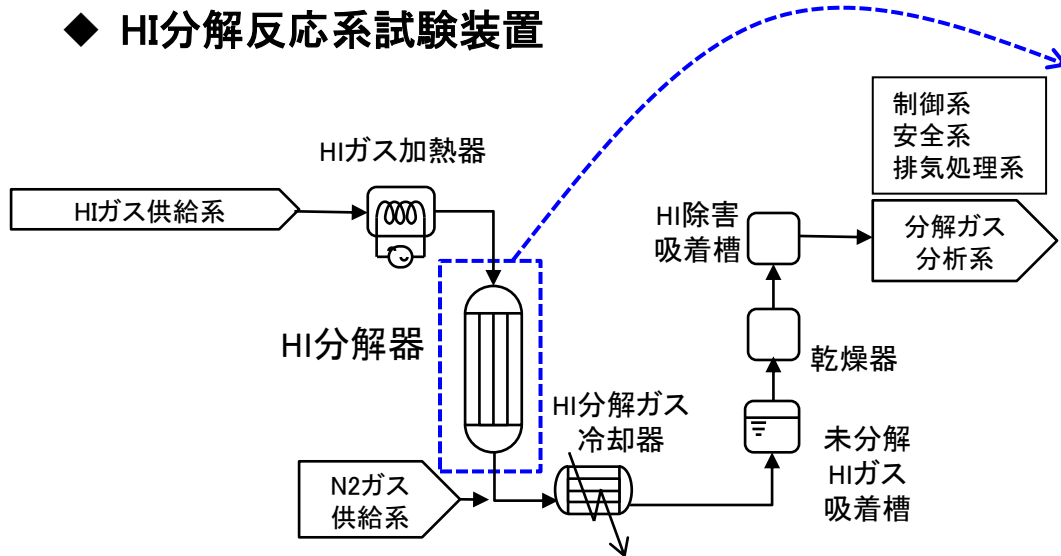 ◆ HI分解反応系試験装置
制御系
安全系
排気処理系
HIガス加熱器
HIガス供給系
HI除害
吸着槽
分解ガス
分析系
HI分解器
乾燥器
HI分解ガス
冷却器
未分解
HIガス
吸着槽
N2ガス
供給系